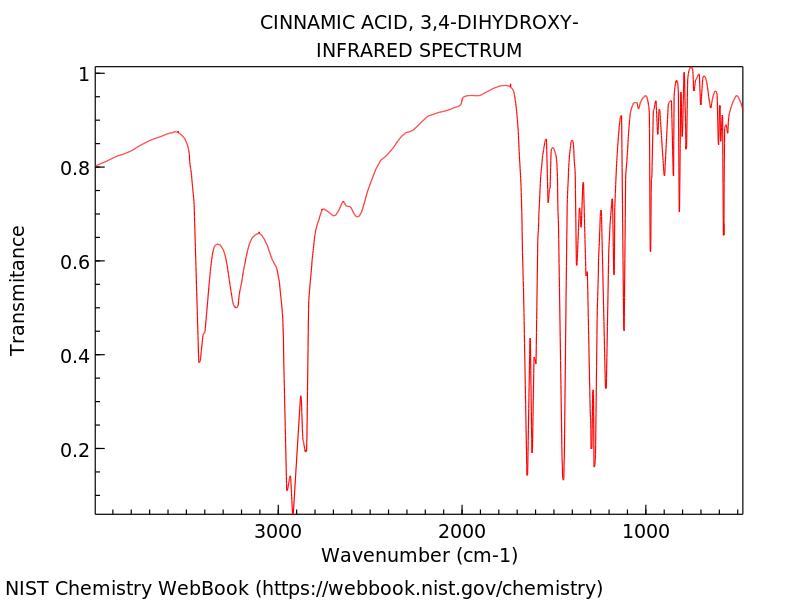 CINNAMIC ACID, 3,4-DIHYDROXY-
INFRARED SPECTRUM
1
0.8
0.6
0.4
0.2
Transmitance
3000 2000 1000
Wavenumber (cm-1)
NIST Chemistry WebBook (https://webbook.nist.gov/chemistry)